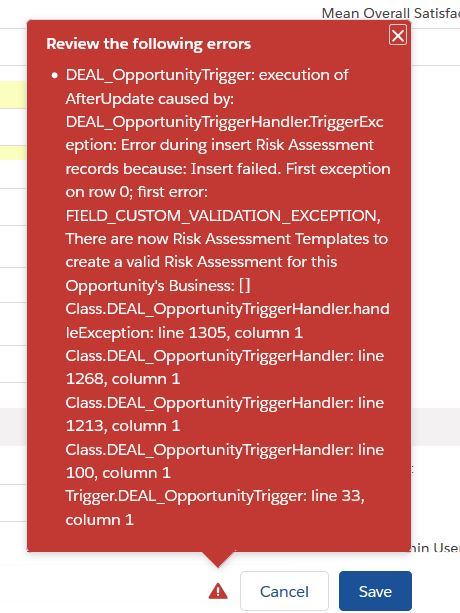 Mean Overall Satisfac
Review the following errors
• DEAL_OpportunityTrigger: execution of
AfterUpdate caused by:
DEAL_OpportunityTriggerHandler.TriggerExc
eption: Error during insert Risk Assessment
records because: Insert failed. First exception
on row 0; first error:
FIELD_CUSTOM_VALIDATION_EXCEPTION,
There are now Risk Assessment Templates to
create a valid Risk Assessment for this
Opportunity's Business: []
Class.DEAL_OpportunityTriggerHandler.hand
leException: line 1305, column 1
Class.DEAL_OpportunityTriggerHandler: line
1268, column 1
Class.DEAL_OpportunityTriggerHandler: line
1213, column 1
Class.DEAL_OpportunityTriggerHandler: line
100, column 1
Trigger.DEAL_OpportunityTrigger: line 33,
column 1
Cancel
Save